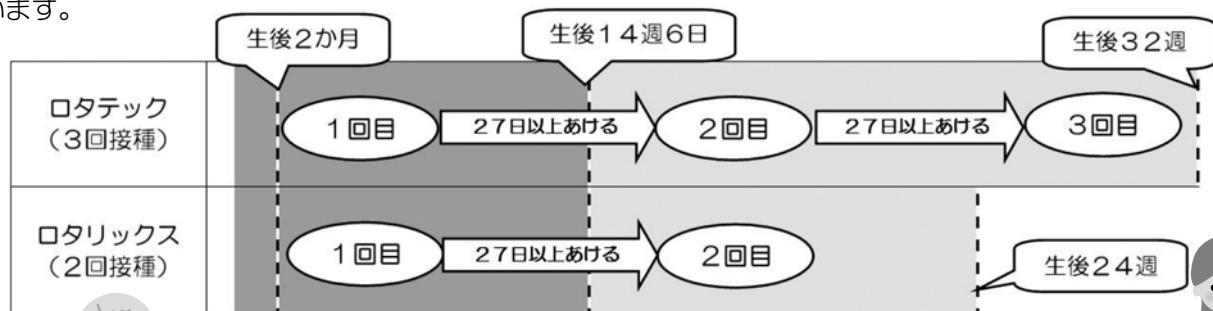 います。
生後2か月
生後14週6日
生後32週
ロタテック
(3回接種)
1回目
27日以上あける
2回目
27日以上あける
3回目
ロタリックス
(2回接種)
1回目
27日以上あける
2回目
生後24週